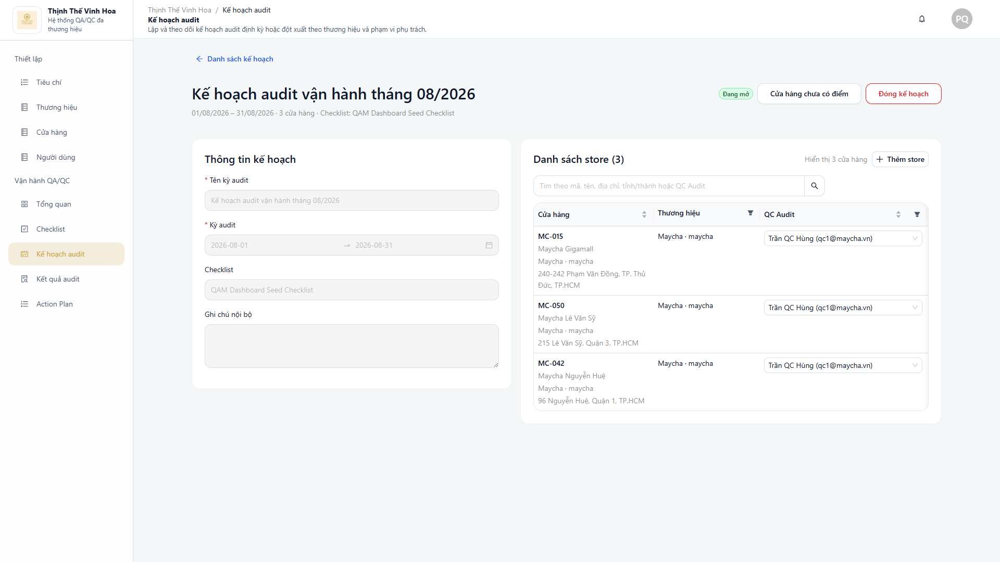 Thịnh Thế Vinh Hoa
Hệ thống QA/QC đa
thương hiệu
Thịnh Thế Vinh Hoa / Kế hoạch audit
Kế hoạch audit
Lập và theo dõi kế hoạch audit định kỳ hoặc đột xuất theo thương hiệu và phạm vi phụ trách.
PQ
Thiết lập
Tiêu chí
Thương hiệu
Cửa hàng
Người dùng
Vận hành QA/QC
Tổng quan
Checklist
Kế hoạch audit
Kết quả audit
Action Plan
Danh sách kế hoạch
Kế hoạch audit vận hành tháng 08/2026
01/08/2026 – 31/08/2026 · 3 cửa hàng · Checklist: QAM Dashboard Seed Checklist
Đang mở
Cửa hàng chưa có điểm
Đóng kế hoạch
Thông tin kế hoạch
* Tên kỳ audit
Kế hoạch audit vận hành tháng 08/2026
* Kỳ audit
2026-08-01 → 2026-08-31
Checklist
QAM Dashboard Seed Checklist
Ghi chú nội bộ
Danh sách store (3)
Hiển thị 3 cửa hàng
+ Thêm store
Tìm theo mã, tên, địa chỉ, tỉnh/thành hoặc QC Audit
Cửa hàng Thương hiệu QC Audit
MC-015 Maycha · maycha Trần QC Hùng (qc1@maycha.vn)
Maycha Gigamall
Maycha · maycha
240-242 Phạm Văn Đồng, TP. Thủ
Đức, TP.HCM
MC-050 Maycha · maycha Trần QC Hùng (qc1@maycha.vn)
Maycha Lê Văn Sỹ
Maycha · maycha
215 Lê Văn Sỹ, Quận 3, TP.HCM
MC-042 Maycha · maycha Trần QC Hùng (qc1@maycha.vn)
Maycha Nguyễn Huệ
Maycha · maycha
96 Nguyễn Huệ, Quận 1, TP.HCM